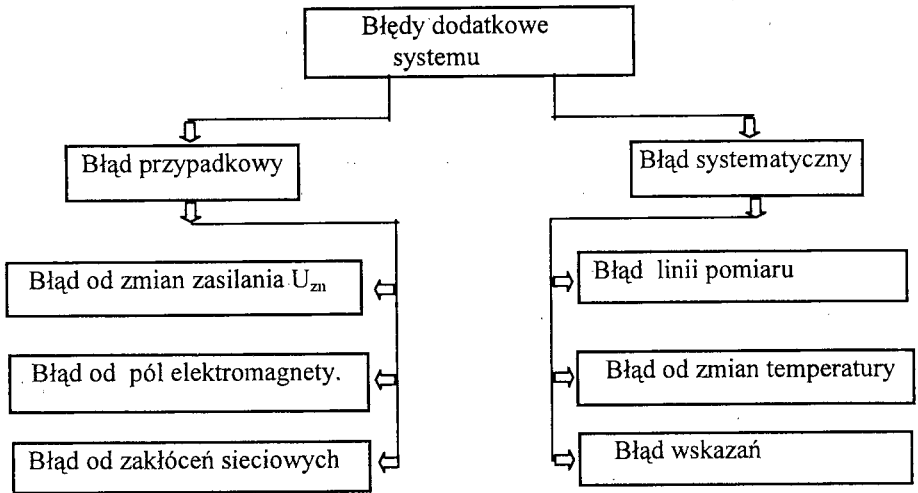 Błędy dodatkowe
systemu
Błąd przypadkowy
Błąd systematyczny
Błąd od zmian zasilania Uzn
Błąd linii pomiaru
Błąd od pól elektromagnety.
Błąd od zmian temperatury
Błąd od zakłóceń sieciowych
Błąd wskazań